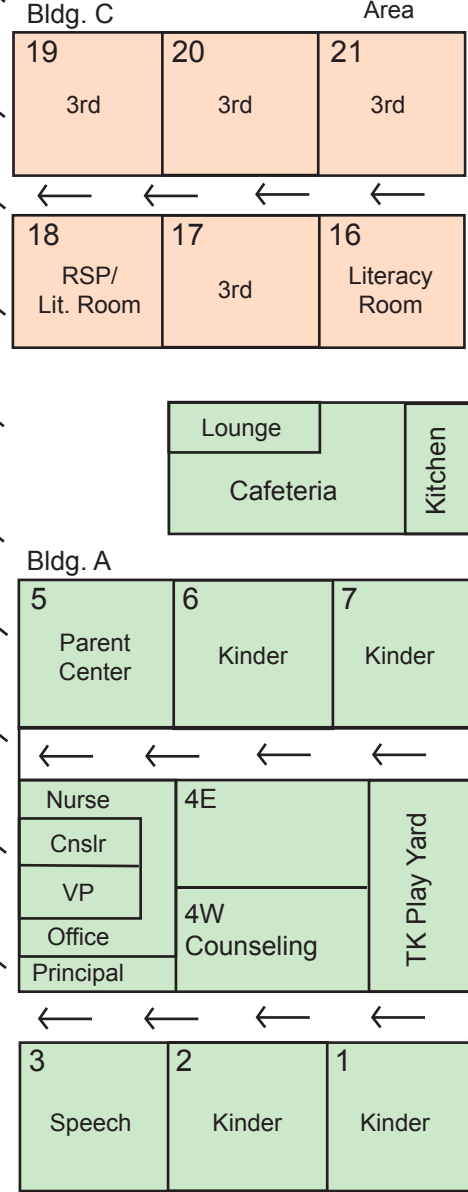 Bldg. C
Area
19
3rd
20
3rd
21
3rd
18
RSP/
Lit. Room
17
3rd
16
Literacy
Room
Lounge
Cafeteria
Kitchen
Bldg. A
5
Parent
Center
6
Kinder
7
Kinder
Nurse
Cnslr
VP
Office
Principal
4E
4W
Counseling
TK Play Yard
3
Speech
2
Kinder
1
Kinder